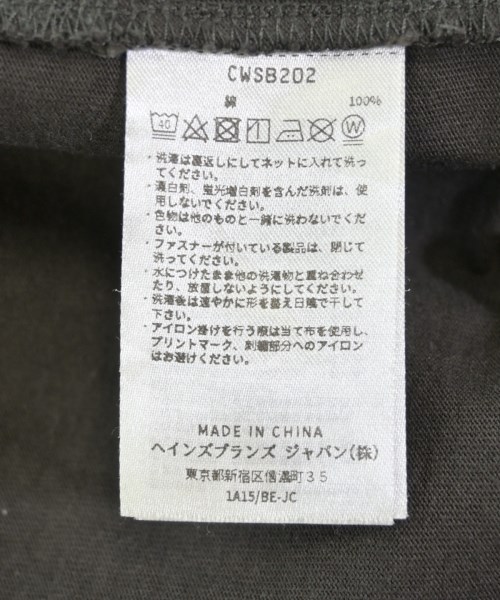 CWSB202
綿 100%
40
W
・洗濯は裏返しにしてネットに入れて洗っ
てください。
・漂白剤、蛍光増白剤を含んだ洗剤は、使
用しないでください。
・色物は他のものと一緒に洗わないでくだ
さい。
・ファスナーが付いている製品は、閉じて
洗ってください。
・水につけたまま他の洗濯物と重ね合わせ
たり、放置しないようにしてください。
・洗濯後は速やかに形を整え日陰で干して
下さい。
・アイロン掛けを行う際は当て布を使用し、
プリントマーク、刺繍部分へのアイロン
はお避けください。
MADE IN CHINA
ヘインズブランズ ジャパン(株)
東京都新宿区信濃町35
1A15/BE-JC